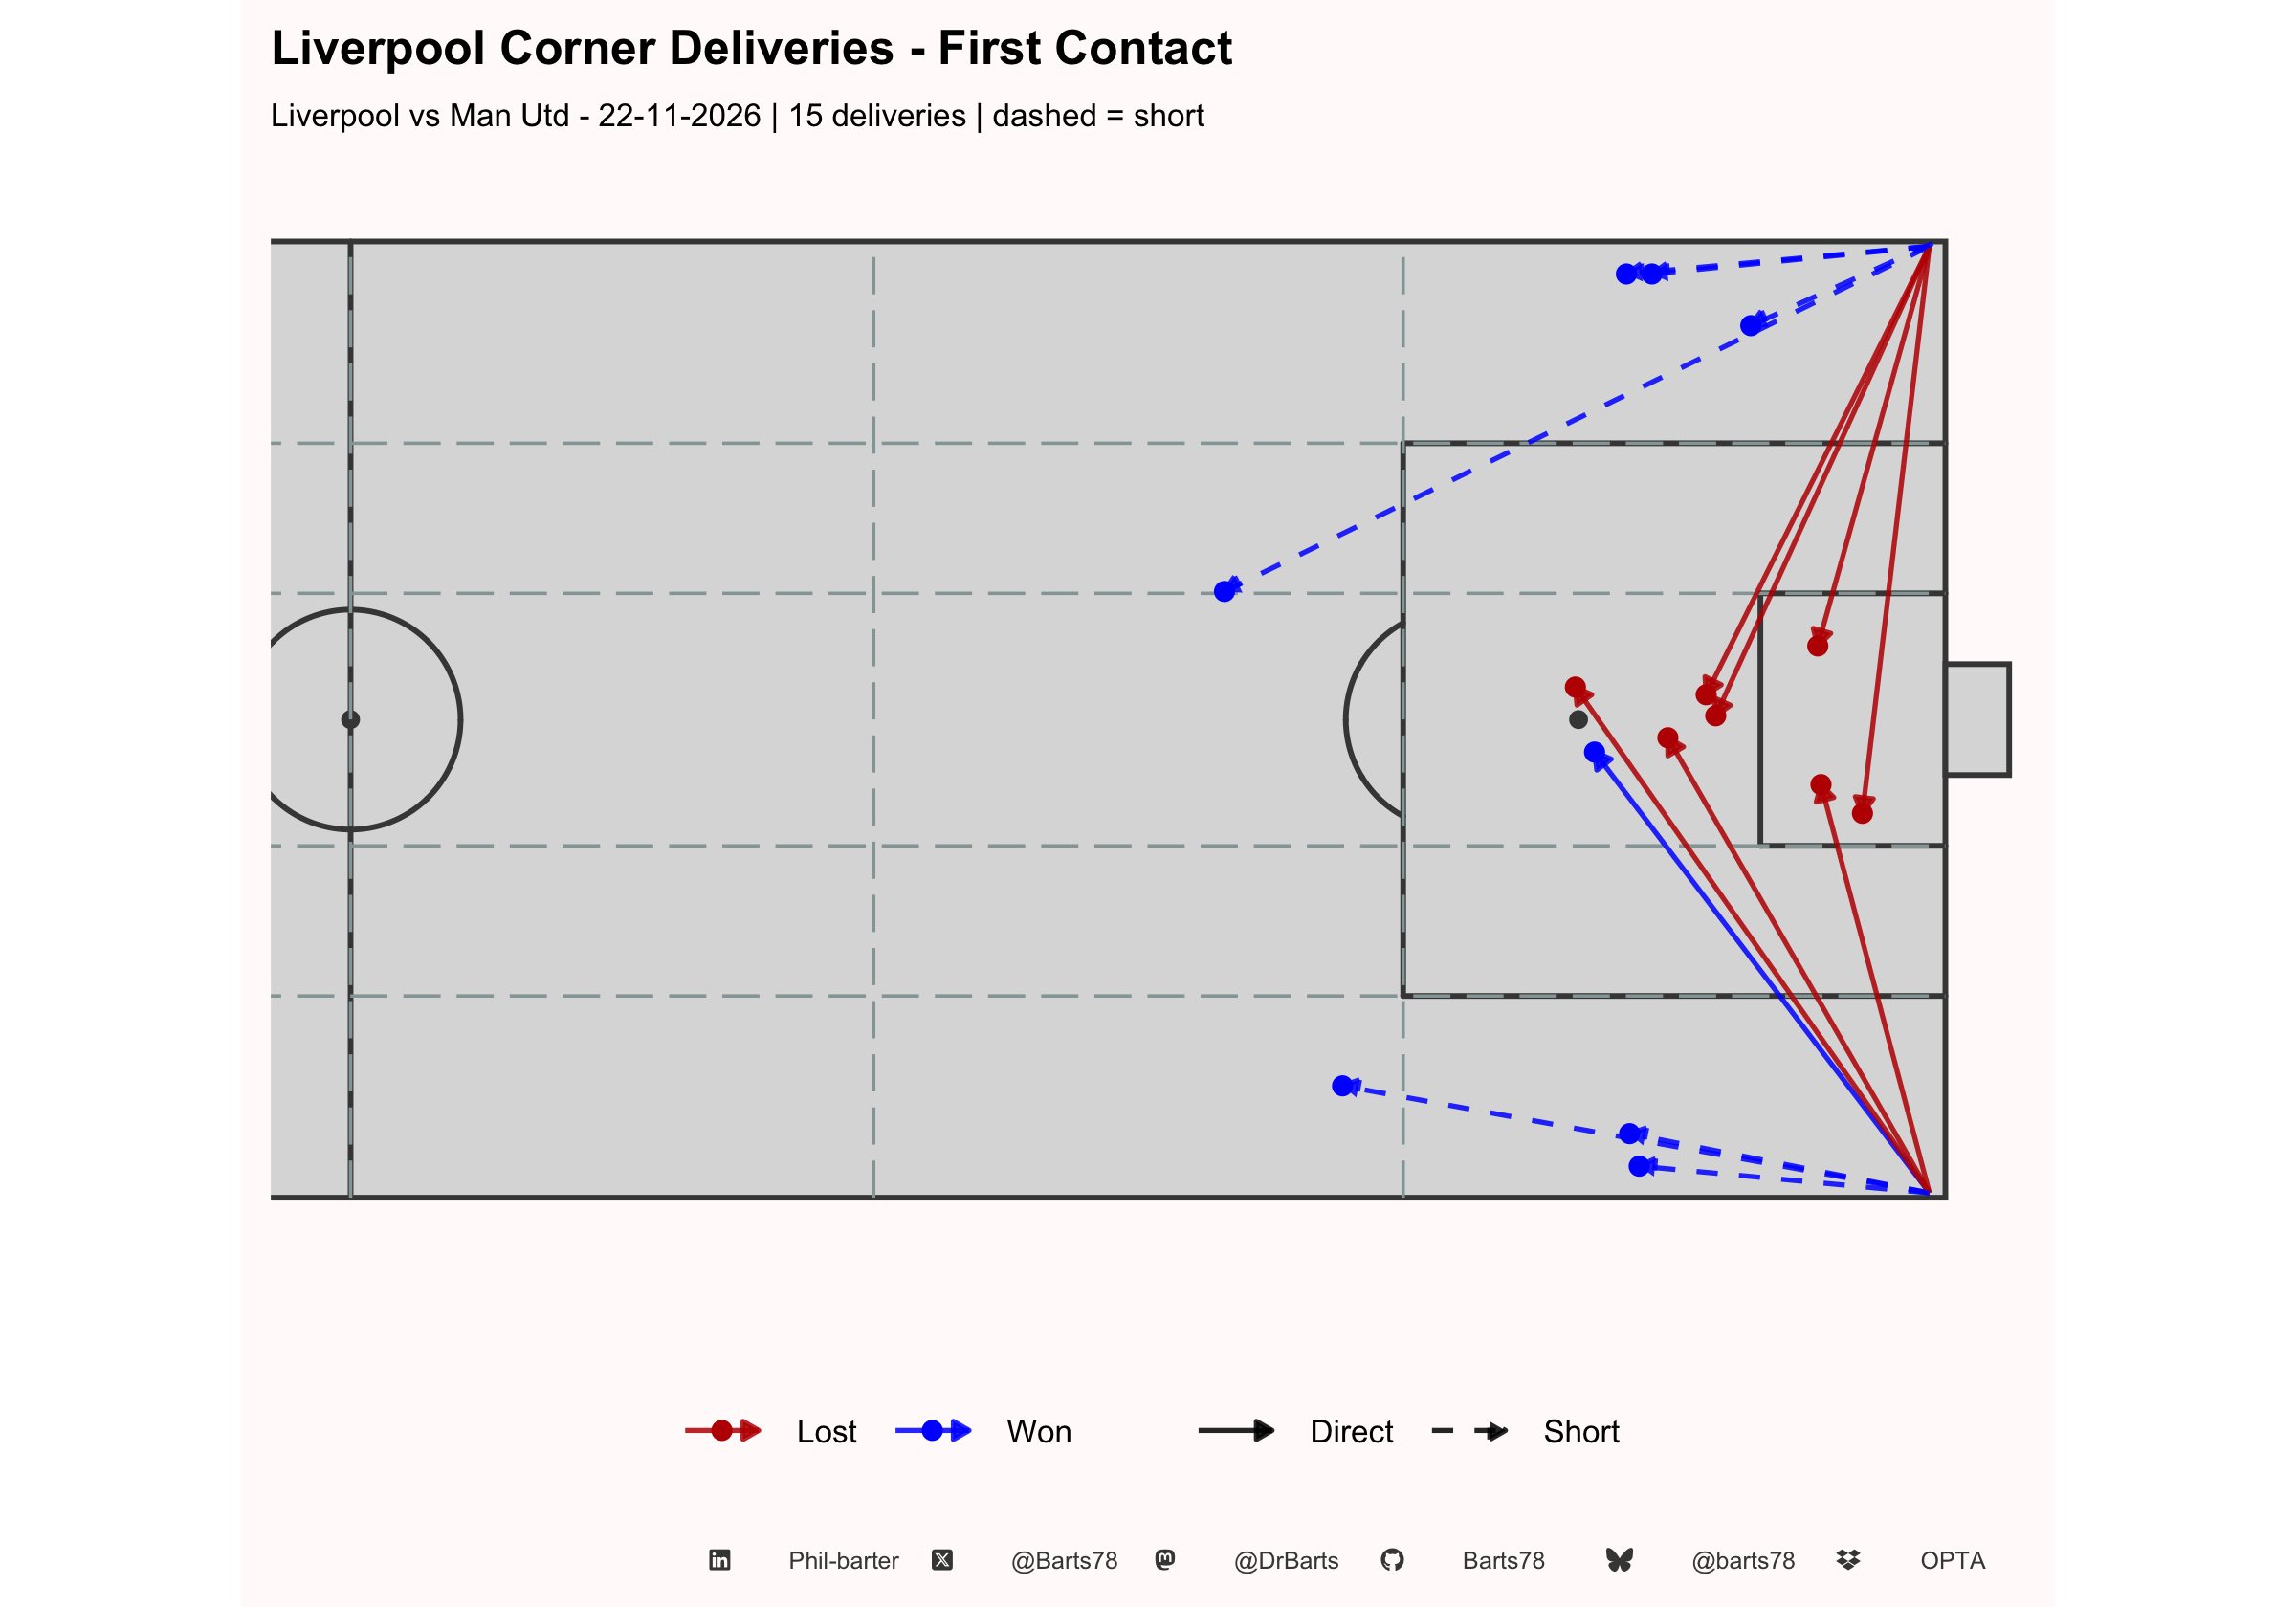 Liverpool Corner Deliveries - First Contact
Liverpool vs Man Utd - 22-11-2026 | 15 deliveries | dashed = short
Lost Won Direct Short
Phil-barter @Barts78 @DrBarts Barts78 @barts78 OPTA